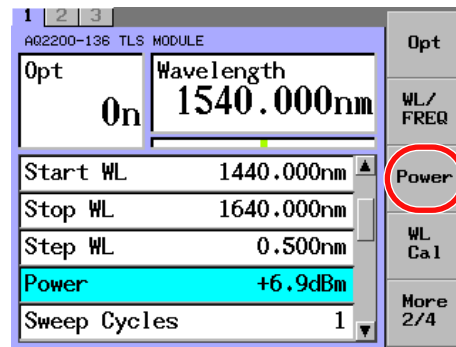 1 2 3
AQ2200-136 TLS MODULE
Opt
On
Wavelength
1540.000nm
Start WL 1440.000nm
Stop WL 1640.000nm
Step WL 0.500nm
Power +6.9dBm
Sweep Cycles 1
Opt
WL/
FREQ
Power
WL
Cal
More
2/4